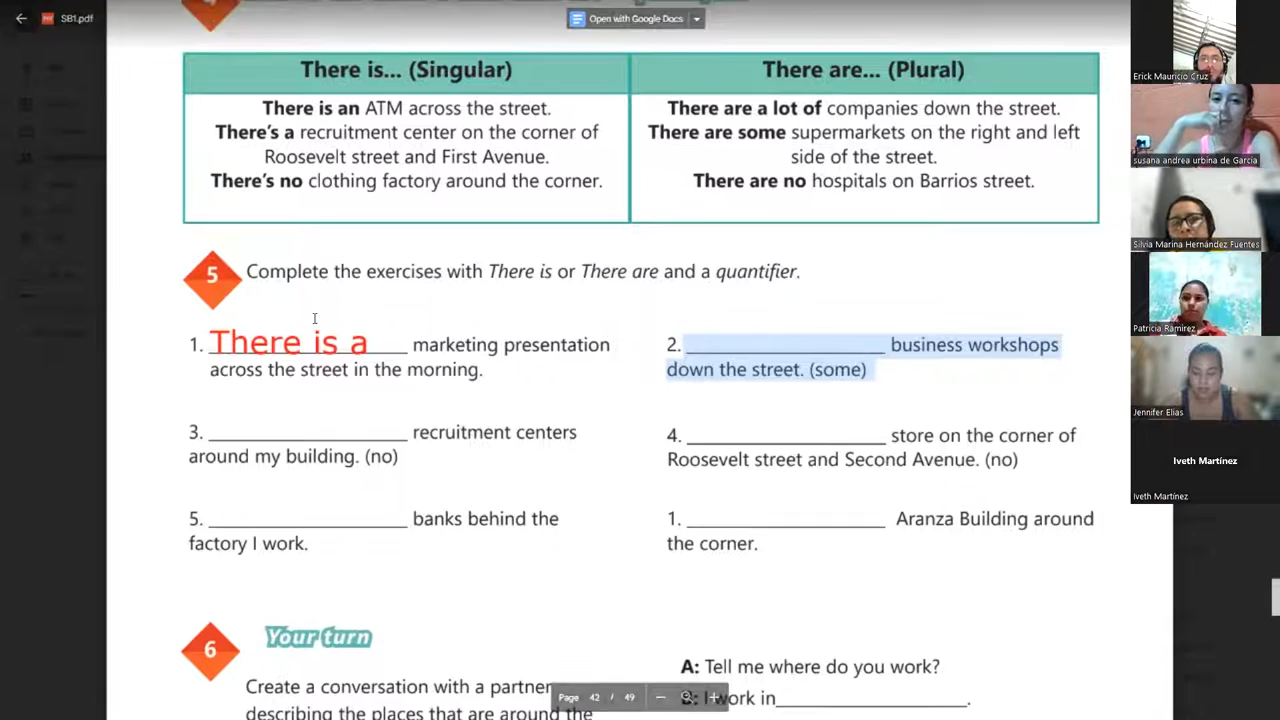 SB1.pdf
Open with Google Docs
There is... (Singular)
There are... (Plural)
There is an ATM across the street.
There's a recruitment center on the corner of
Roosevelt street and First Avenue.
There's no clothing factory around the corner.
There are a lot of companies down the street.
There are some supermarkets on the right and left
side of the street.
There are no hospitals on Barrios street.
5 Complete the exercises with There is or There are and a quantifier.
1. There is a marketing presentation
across the street in the morning.
2. ____________________ business workshops
down the street. (some)
3. ____________________ recruitment centers
around my building. (no)
4. ____________________ store on the corner of
Roosevelt street and Second Avenue. (no)
5. ____________________ banks behind the
factory I work.
1. ____________________ Aranza Building around
the corner.
6 Your turn
Create a conversation with a partner
describing the places that are around the
A: Tell me where do you work?
I work in____________________.
Page 42 / 49
Erick Mauricio Cruz
susana andrea urbina de Garcia
Silvia Marina Hernández Fuentes
Patricia Ramirez
Jennifer Elias
Iveth Martínez
Iveth Martínez